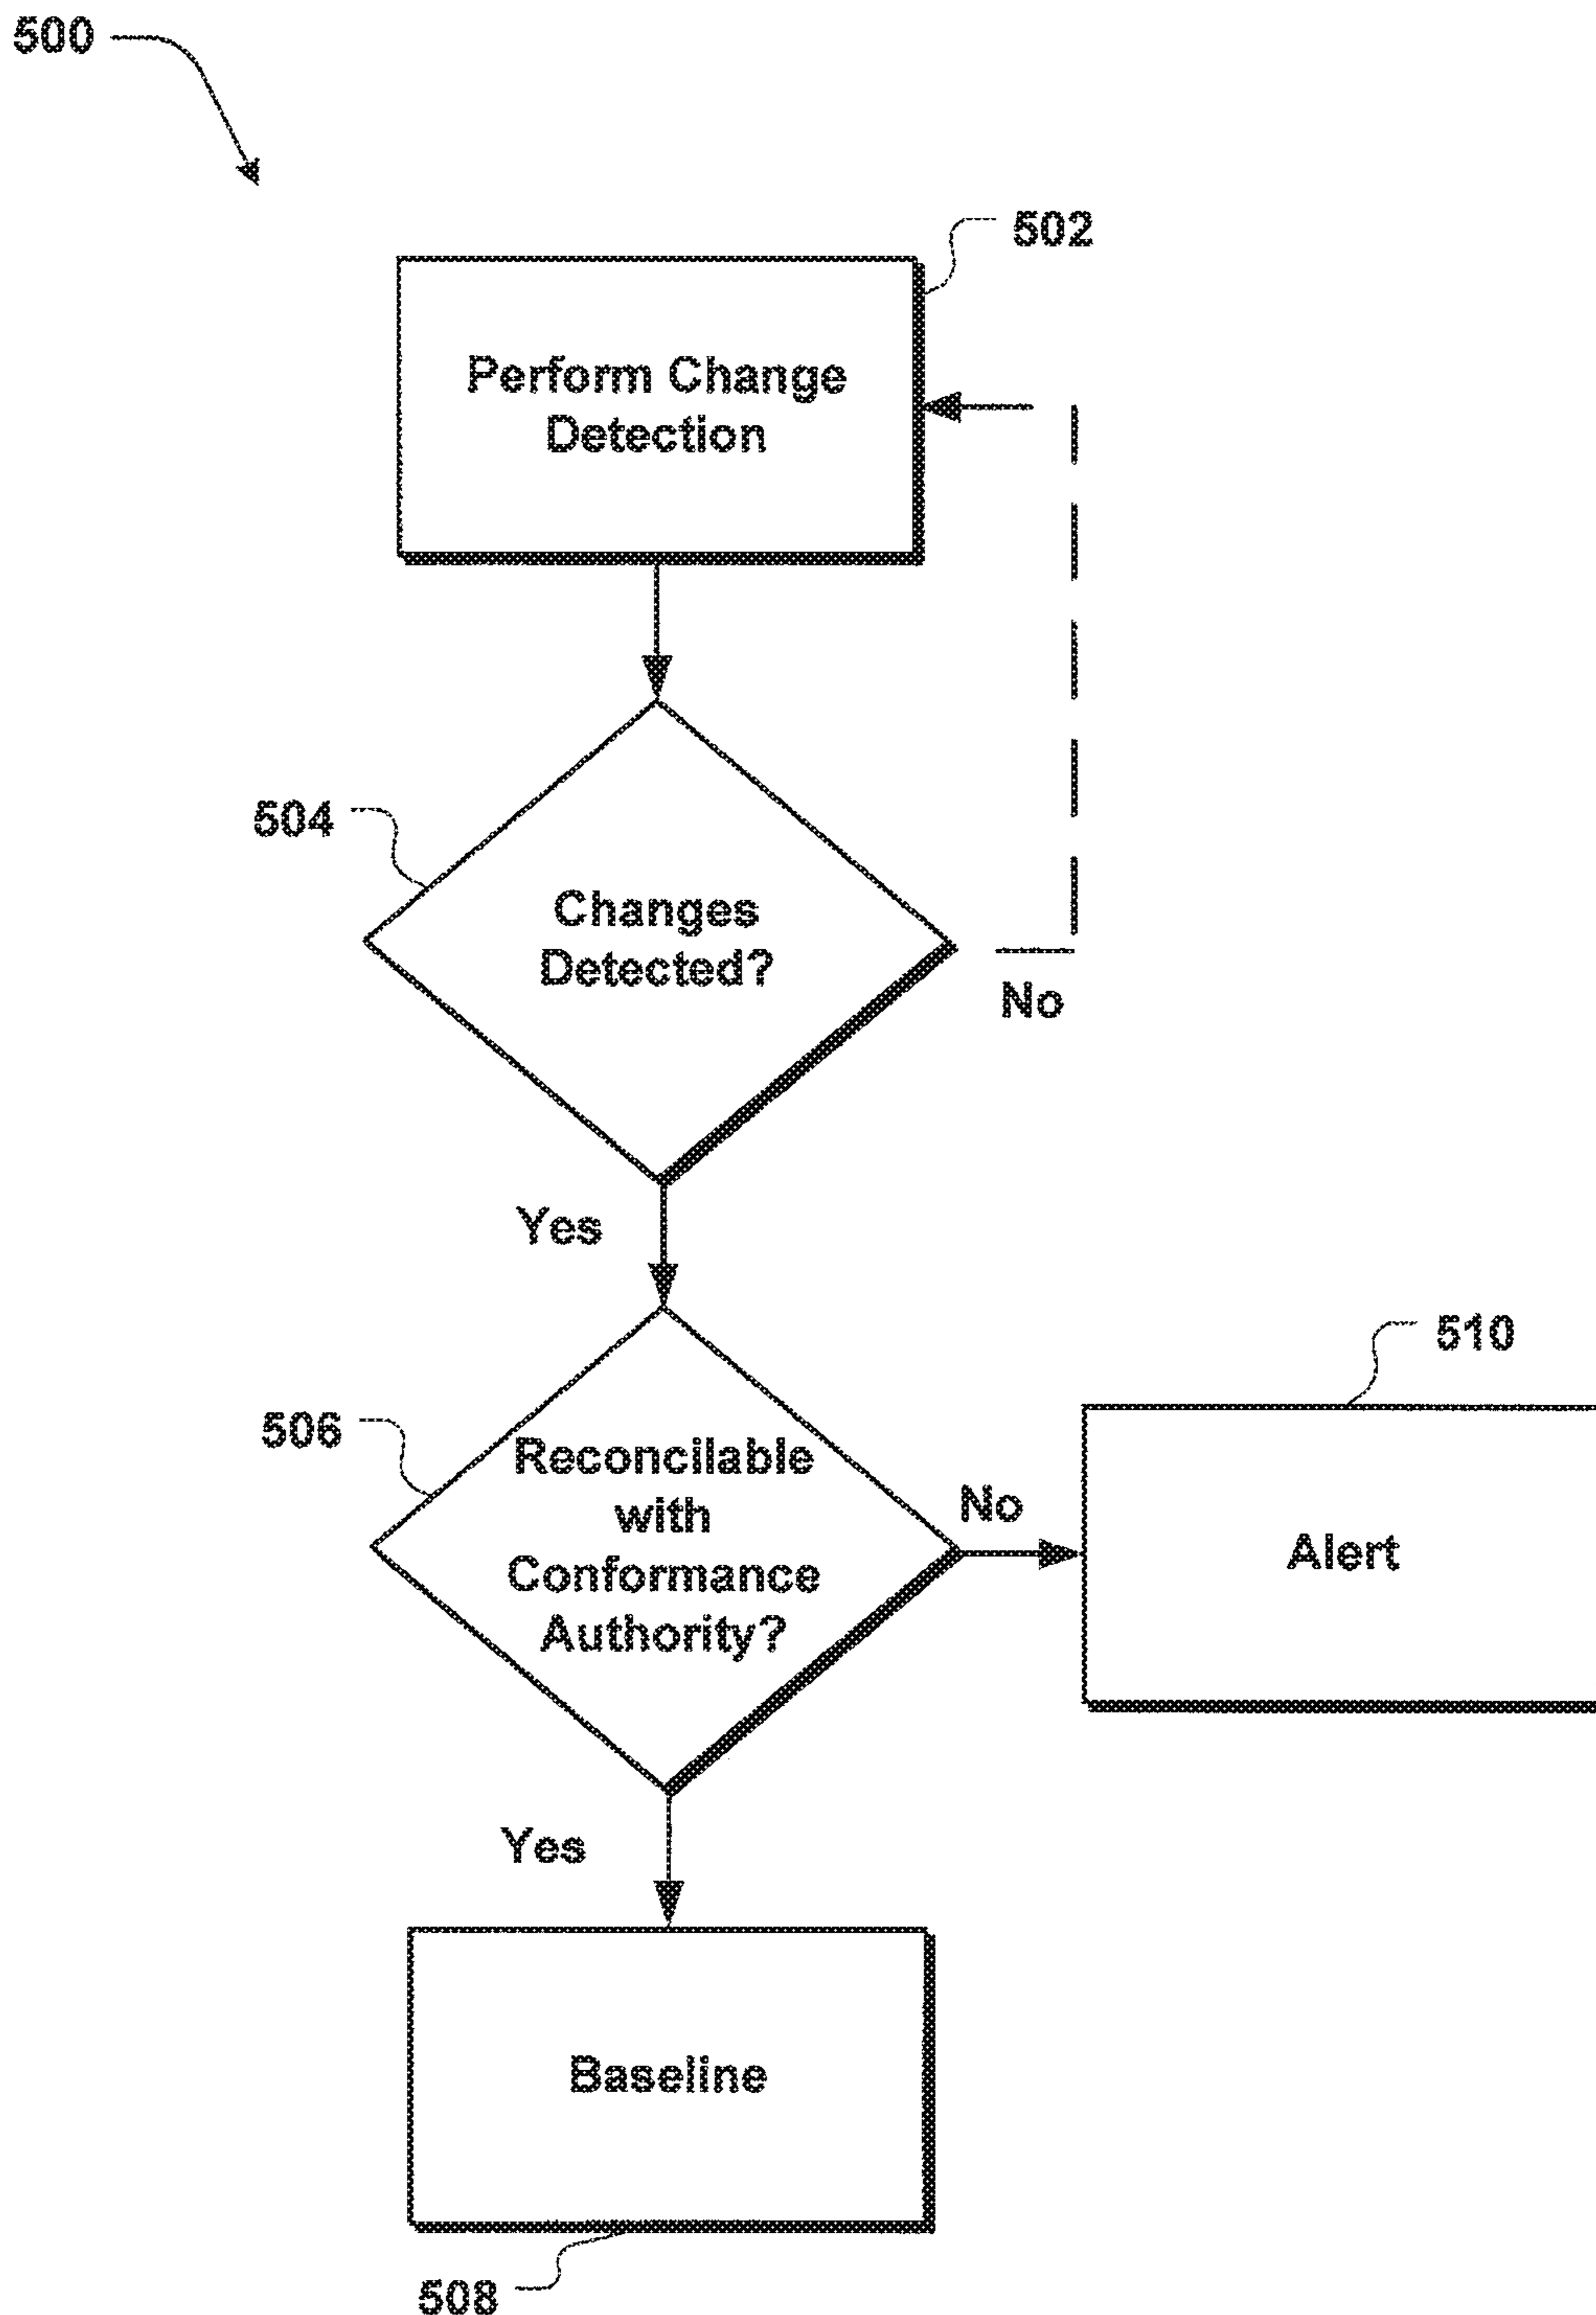 500
502
Perform Change
Detection
504
Changes
Detected?
No
Yes
510
506
Reconcilable
with
Conformance
Authority?
No
Alert
Yes
Baseline
508